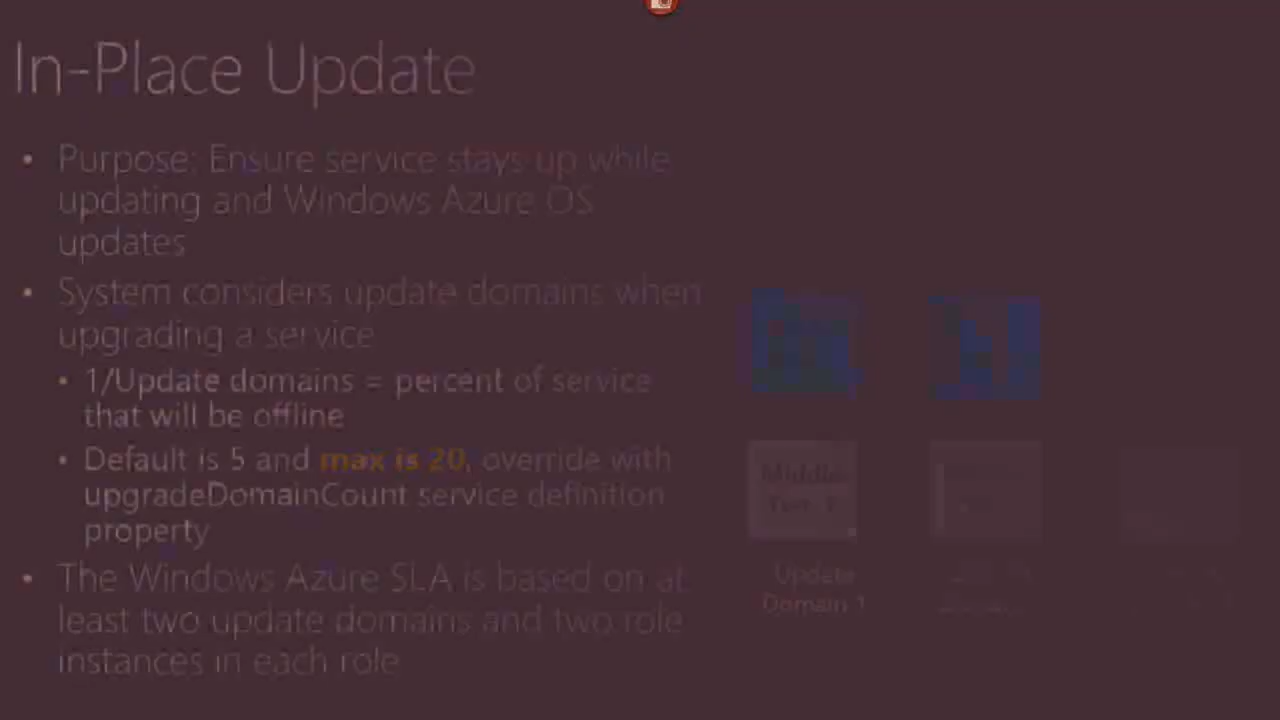 In-Place Update
• Purpose: Ensure service stays up while
updating and Windows Azure OS
updates
• System considers update domains when
upgrading a service
• 1/Update domains = percent of service
that will be offline
• Default is 5 and max is 20, override with
upgradeDomainCount service definition
property
• The Windows Azure SLA is based on at
least two update domains and two role
instances in each role
Middle
Tier
Update
Domain 1